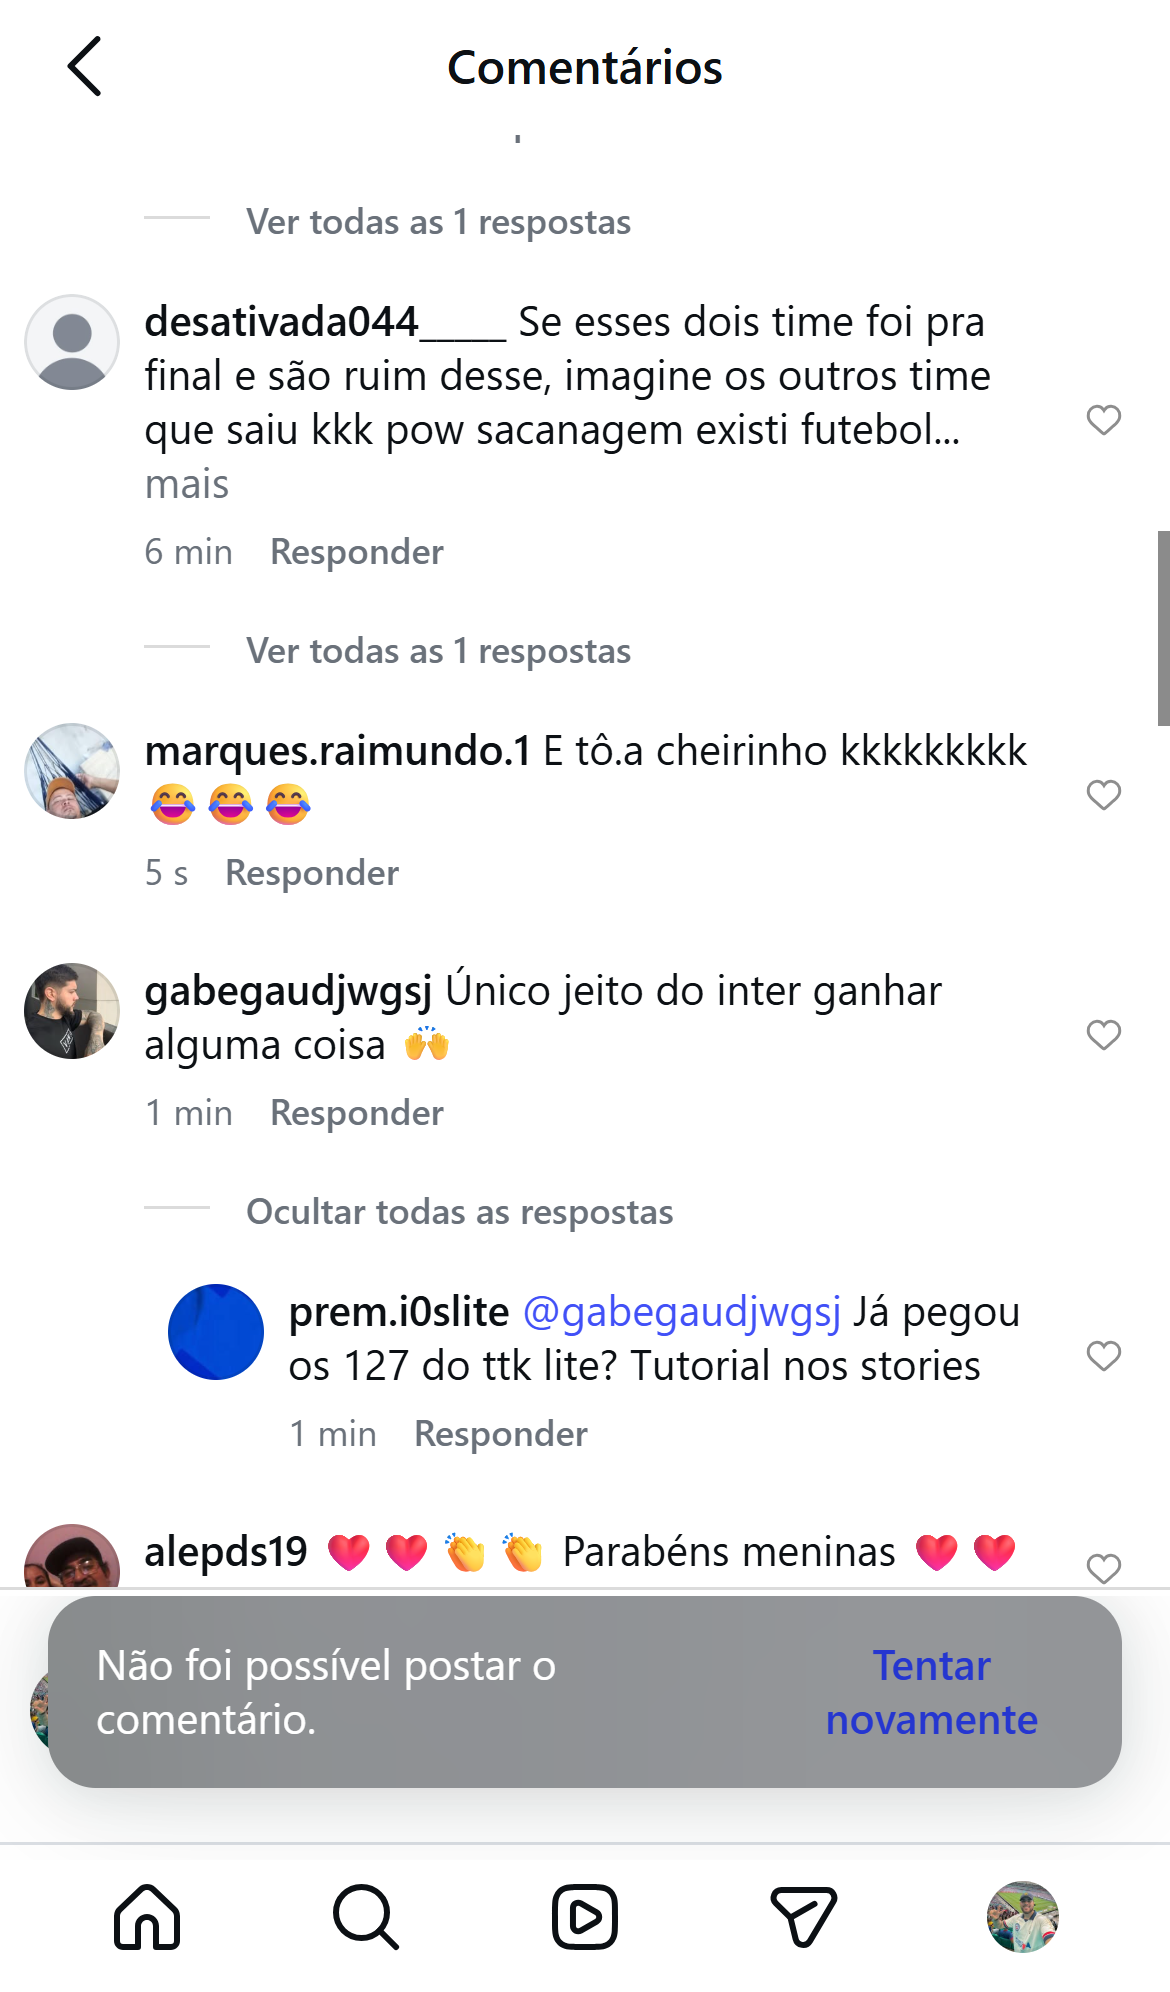 Comentários
Ver todas as 1 respostas
desativada044_____ Se esses dois time foi pra
final e são ruim desse, imagine os outros time
que saiu kkk pow sacanagem existi futebol...
mais
6 min Responder
Ver todas as 1 respostas
marques.raimundo.1 E tô.a cheirinho kkkkkkkkk
😂😂😂
5 s Responder
gabegaudjwgsj Único jeito do inter ganhar
alguma coisa 🙌
1 min Responder
Ocultar todas as respostas
prem.i0slite @gabegaudjwgsj Já pegou
os 127 do ttk lite? Tutorial nos stories
1 min Responder
alepds19 ❤️❤️👏👏 Parabéns meninas ❤️❤️
Não foi possível postar o
comentário.
Tentar
novamente